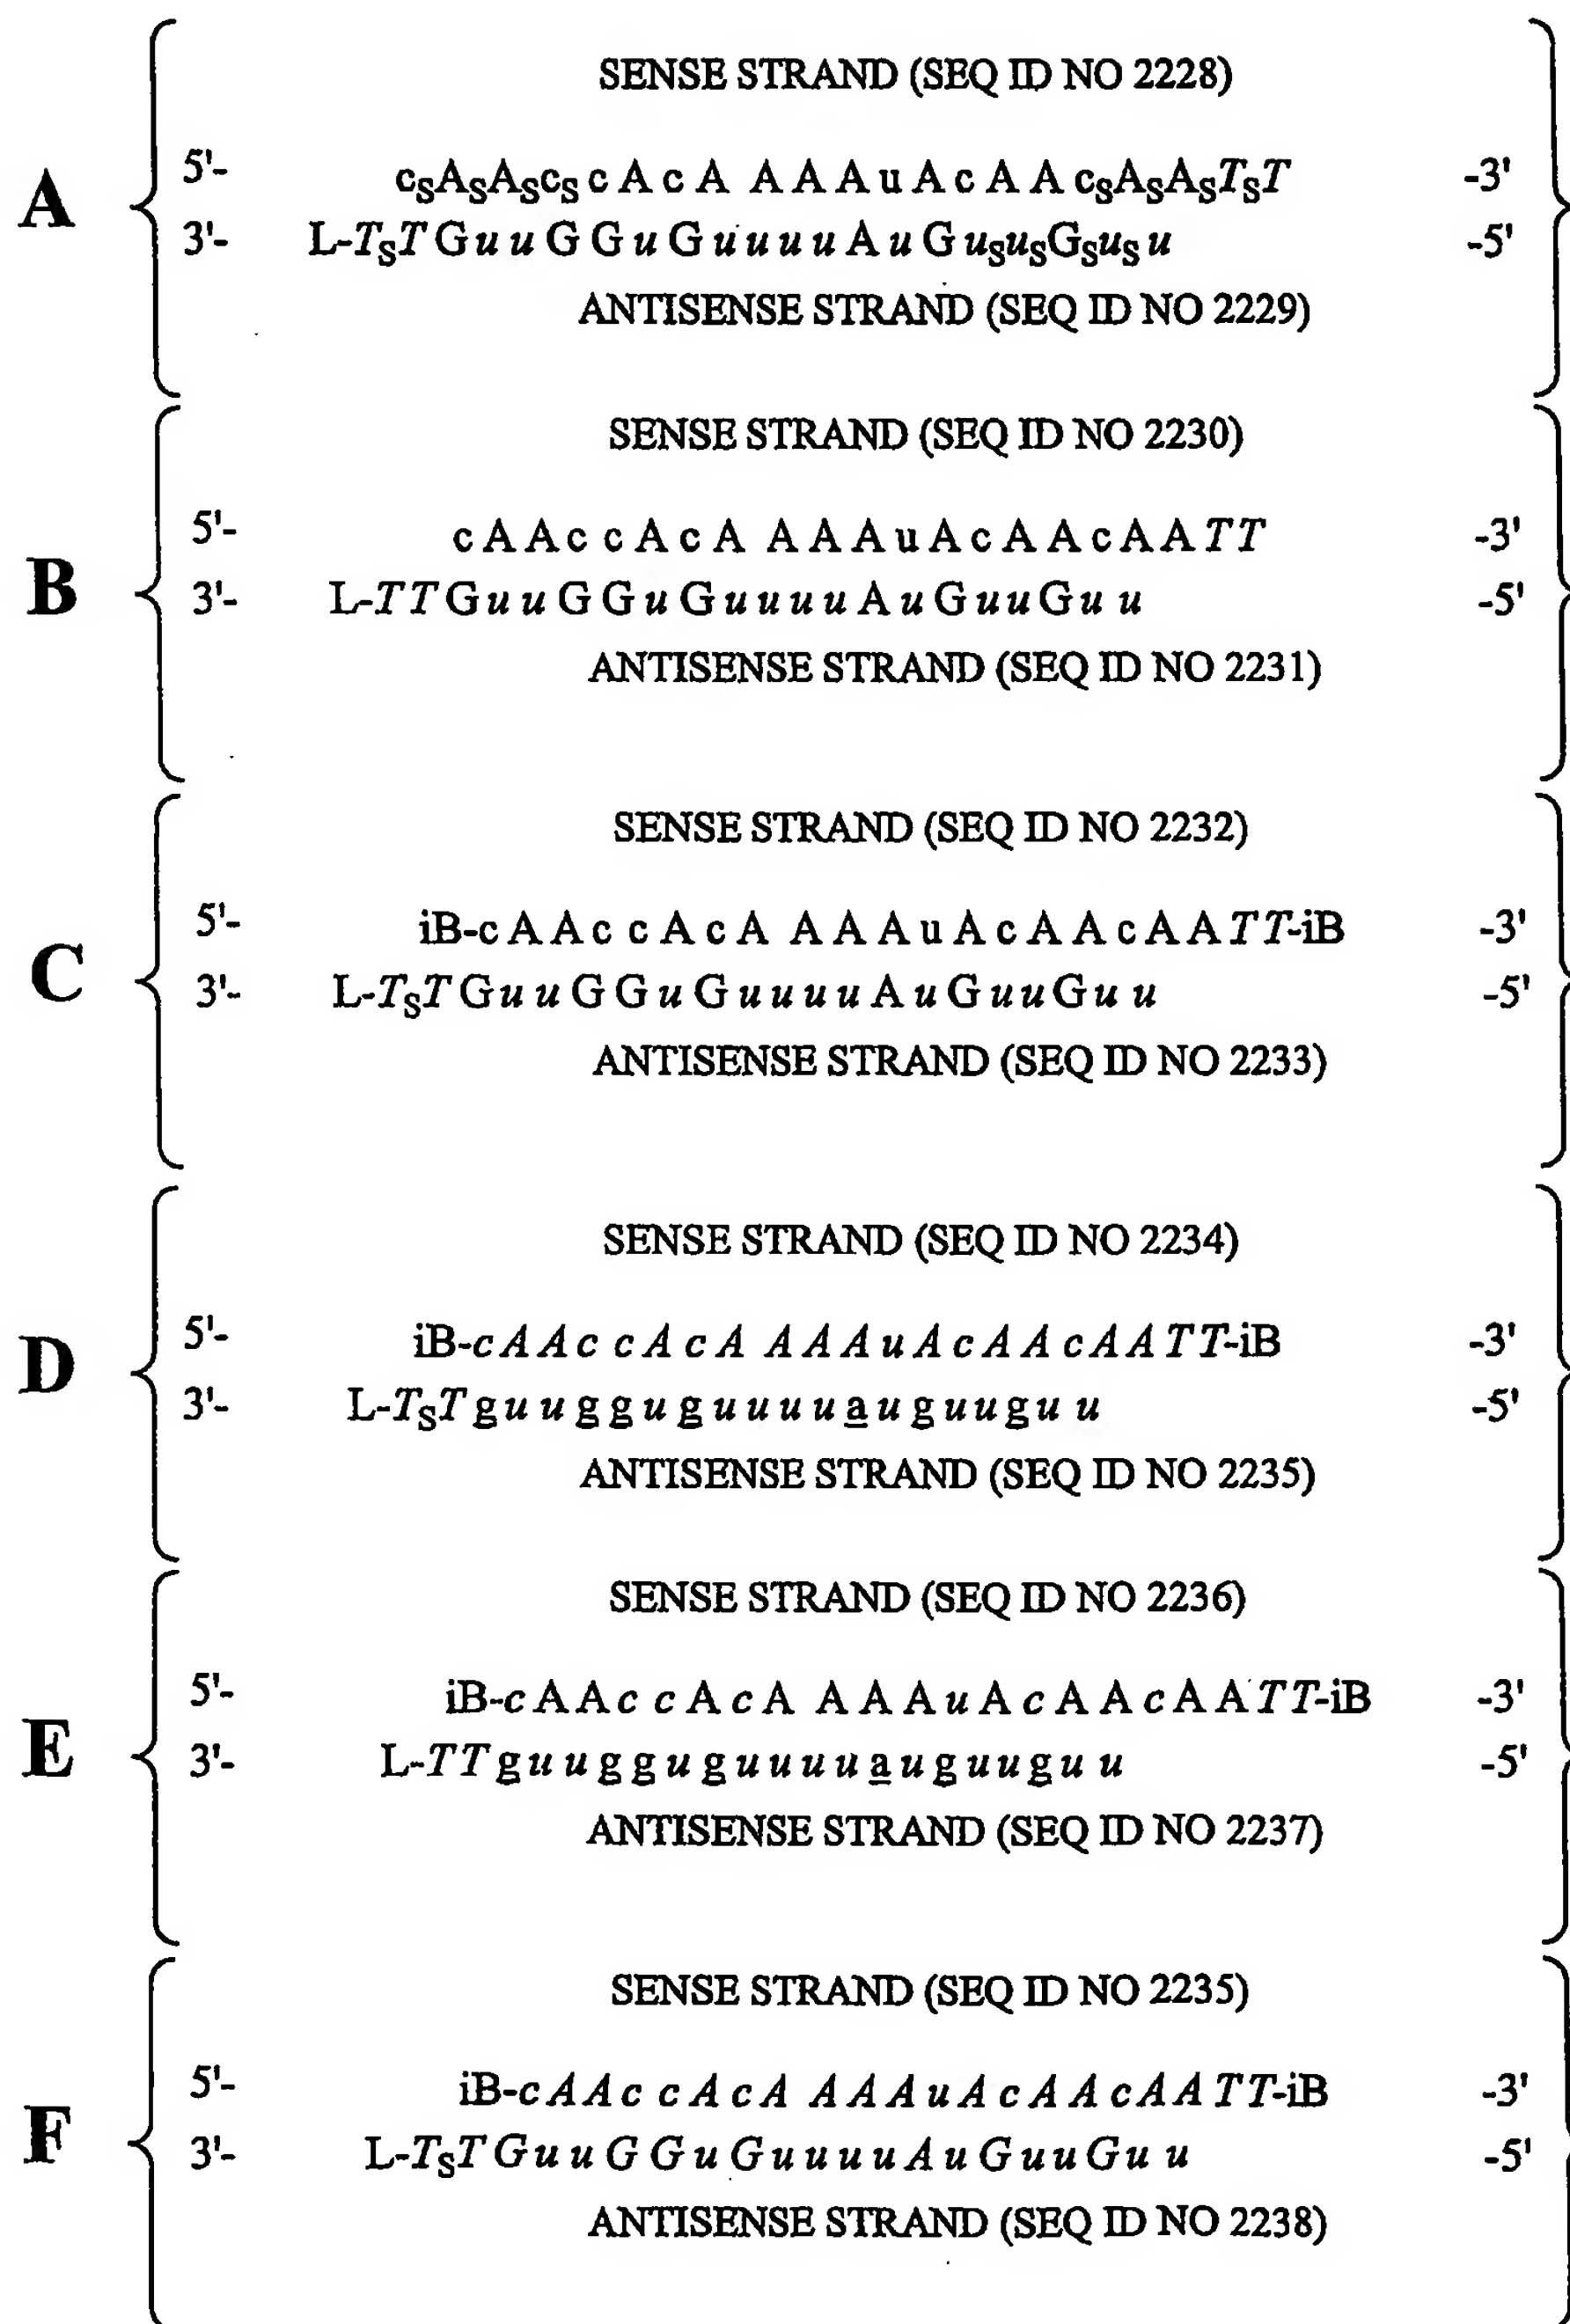 SENSE STRAND (SEQ ID NO 2228)
A 5'- cSASAScS c A c A A A A u A c A A cSASASTST -3'
3'- L-TST G u u G G u G u u u u A u G uSuSGSuS u -5'
ANTISENSE STRAND (SEQ ID NO 2229)
SENSE STRAND (SEQ ID NO 2230)
B 5'- c A A c c A c A A A A u A c A A c A A T T -3'
3'- L-T T G u u G G u G u u u u A u G u u G u u -5'
ANTISENSE STRAND (SEQ ID NO 2231)
SENSE STRAND (SEQ ID NO 2232)
C 5'- iB-c A A c c A c A A A A u A c A A c A A T T-iB -3'
3'- L-TST G u u G G u G u u u u A u G u u G u u -5'
ANTISENSE STRAND (SEQ ID NO 2233)
SENSE STRAND (SEQ ID NO 2234)
D 5'- iB-c A A c c A c A A A A u A c A A c A A T T-iB -3'
3'- L-TST g u u g g u g u u u u a u g u u g u u -5'
ANTISENSE STRAND (SEQ ID NO 2235)
SENSE STRAND (SEQ ID NO 2236)
E 5'- iB-c A A c c A c A A A A u A c A A c A A T T-iB -3'
3'- L-T T g u u g g u g u u u u a u g u u g u u -5'
ANTISENSE STRAND (SEQ ID NO 2237)
SENSE STRAND (SEQ ID NO 2235)
F 5'- iB-c A A c c A c A A A A u A c A A c A A T T-iB -3'
3'- L-TST G u u G G u G u u u u A u G u u G u u -5'
ANTISENSE STRAND (SEQ ID NO 2238)